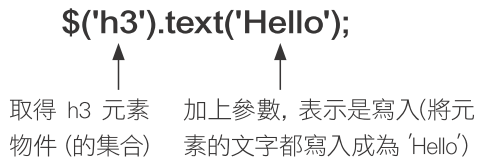 $('h3').text('Hello');
取得 h3 元素
物件 (的集合)
加上參數, 表示是寫入(將元
素的文字都寫入成為 'Hello')